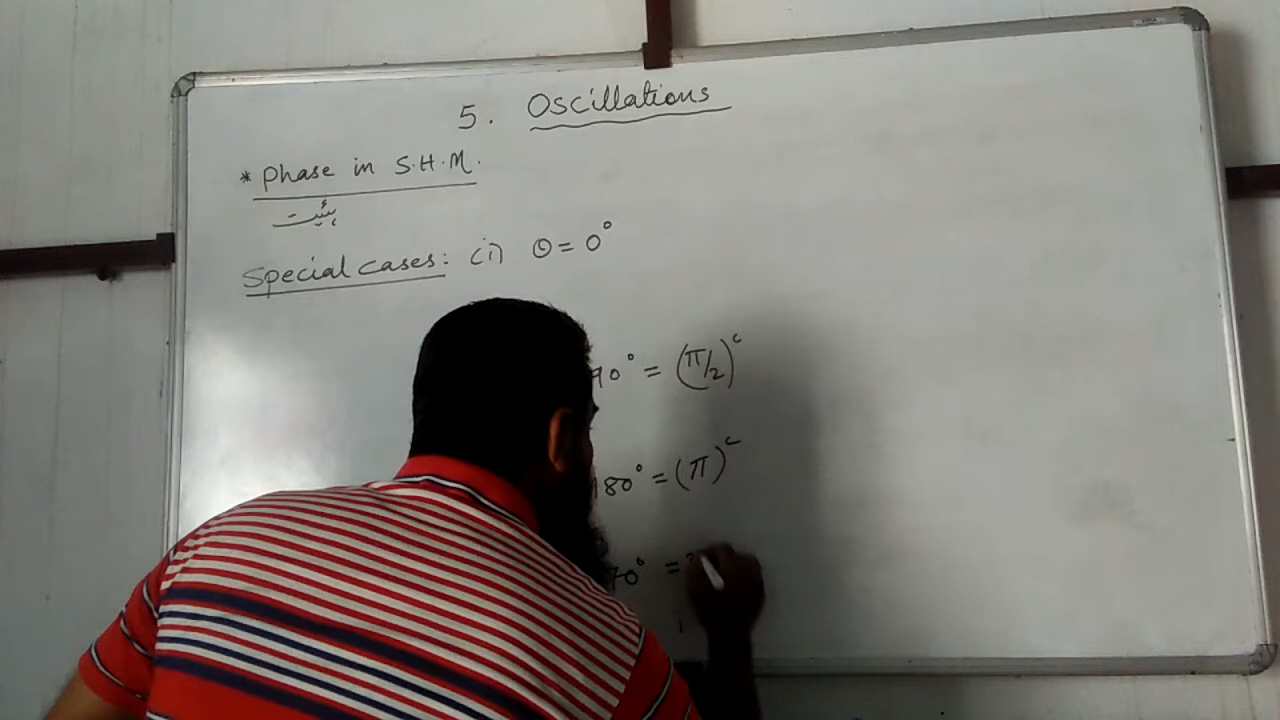 5. Oscillations
* Phase in S.H.M.
ہیئت
Special cases: (i) Θ = 0°
90° = (π/2)ᶜ
180° = (π)ᶜ
70° =